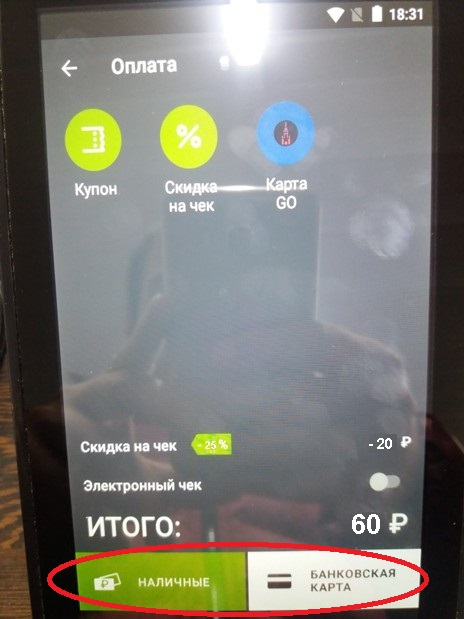 18:31
Оплата
Купон
%
Скидка
на чек
Карта
GO
Скидка на чек - 25 % - 20 ₽
Электронный чек
ИТОГО: 60 ₽
НАЛИЧНЫЕ
БАНКОВСКАЯ
КАРТА